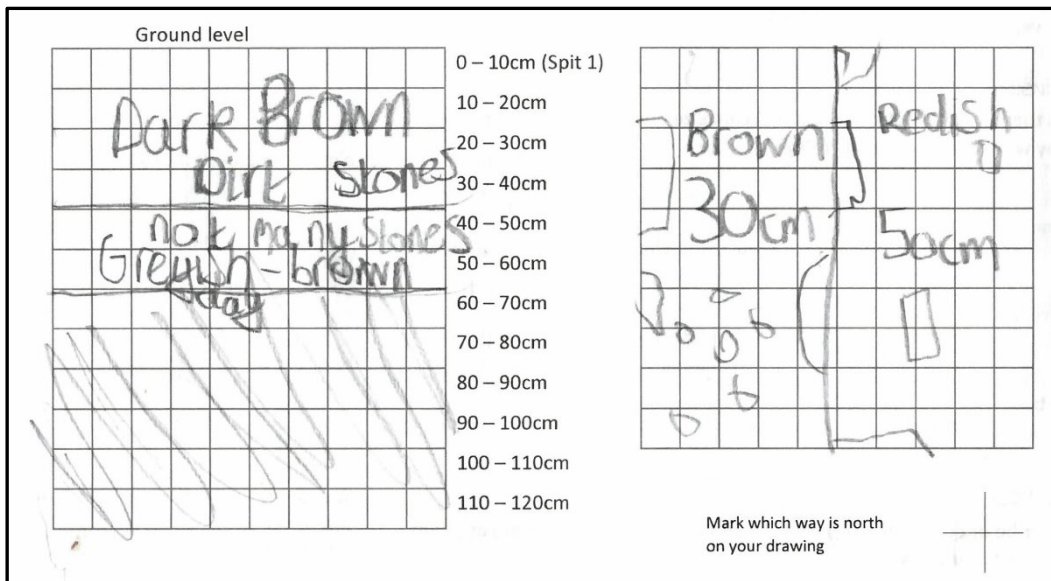 Ground level
0 – 10cm (Spit 1)
10 – 20cm
20 – 30cm
30 – 40cm
40 – 50cm
50 – 60cm
60 – 70cm
70 – 80cm
80 – 90cm
90 – 100cm
100 – 110cm
110 – 120cm
Dark Brown
Dirt stones
not many stones
Greyish-brown
clay
Brown
30cm
Redish
50cm
Mark which way is north
on your drawing